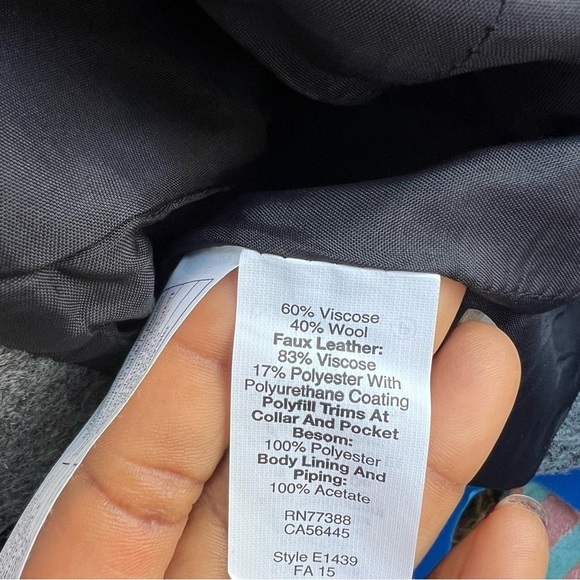 60% Viscose
40% Wool
Faux Leather:
83% Viscose
17% Polyester With
Polyurethane Coating
Polyfill Trims At
Collar And Pocket
Besom:
100% Polyester
Body Lining And
Piping:
100% Acetate
RN77388
CA56445
Style E1439
FA 15